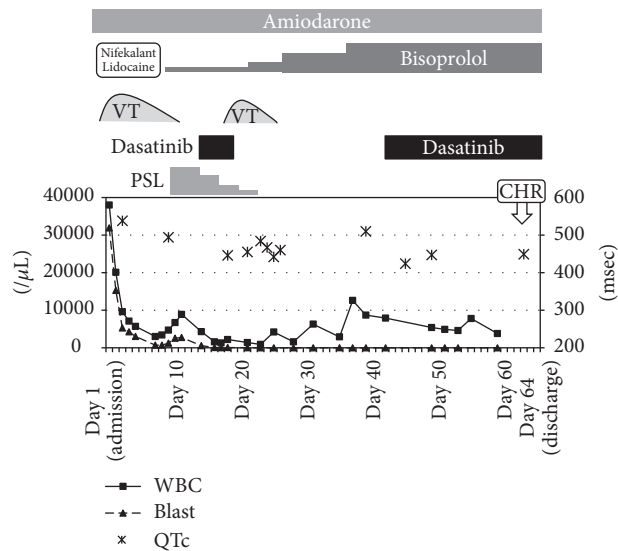 Amiodarone
Nifekalant
Lidocaine
Bisoprolol
VT
VT
Dasatinib
Dasatinib
PSL
CHR
40000
30000
20000
10000
0
(/μL)
600
500
400
300
200
(msec)
Day 1
(admission)
Day 10
Day 20
Day 30
Day 40
Day 50
Day 60
Day 64
(discharge)
WBC
Blast
QTc